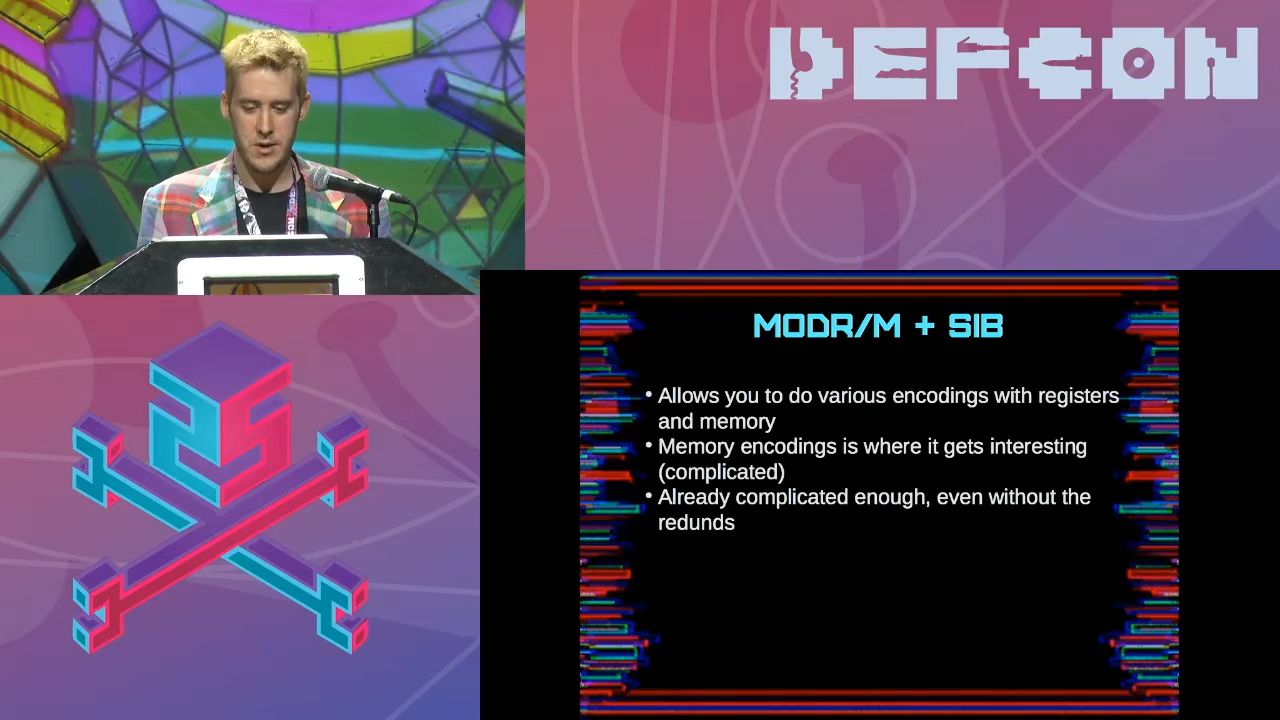 DEFCON
MODR/M + SIB
• Allows you to do various encodings with registers
and memory
• Memory encodings is where it gets interesting
(complicated)
• Already complicated enough, even without the
redunds